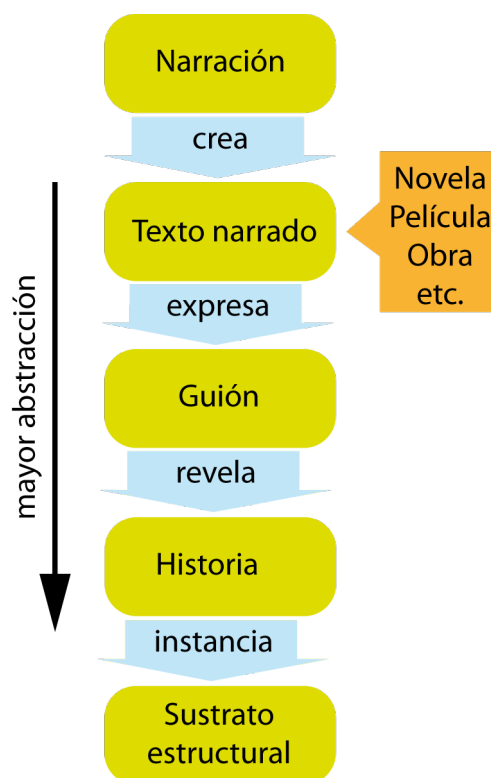 Narración
crea
Texto narrado
Novela
Película
Obra
etc.
expresa
Guión
revela
Historia
instancia
Sustrato
estructural
mayor abstracción